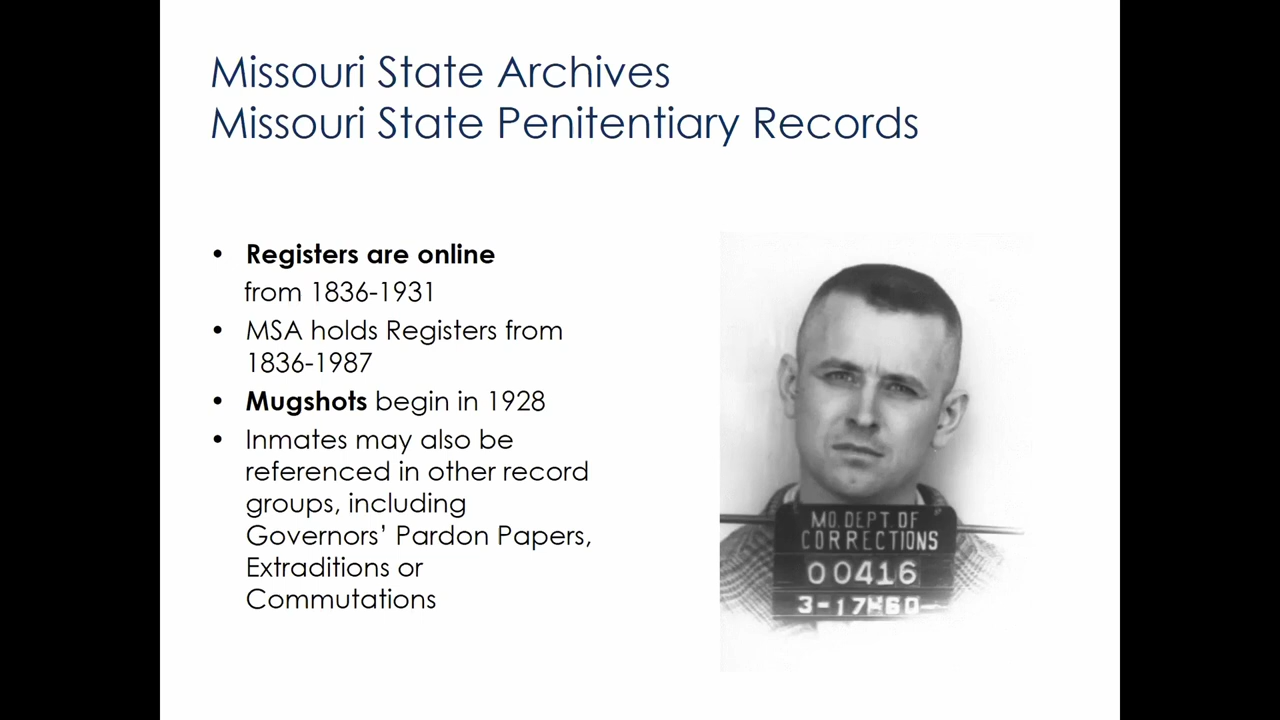 Missouri State Archives
Missouri State Penitentiary Records
• Registers are online
from 1836-1931
• MSA holds Registers from
1836-1987
• Mugshots begin in 1928
• Inmates may also be
referenced in other record
groups, including
Governors’ Pardon Papers,
Extraditions or
Commutations
MO. DEPT. OF
CORRECTIONS
00416